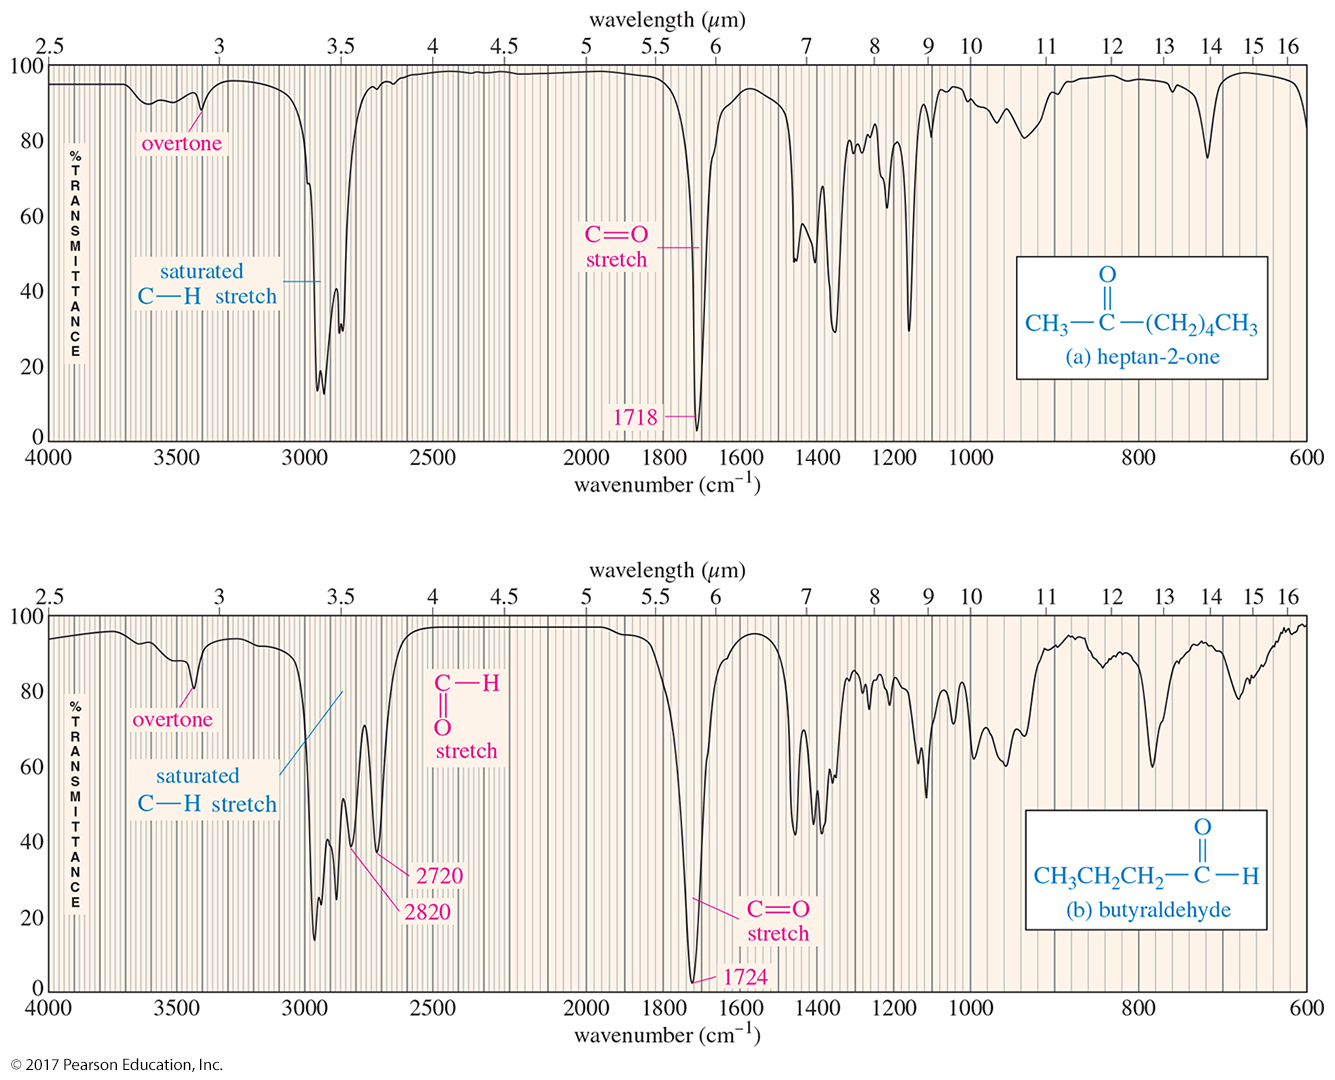 wavelength (μm)
2.5 3 3.5 4 4.5 5 5.5 6 7 8 9 10 11 12 13 14 15 16
100
80
60
40
20
0
%TRANSMITTANCE
overtone
saturated
C—H stretch
C=O
stretch
1718
O
CH₃—C—(CH₂)₄CH₃
(a) heptan-2-one
4000 3500 3000 2500 2000 1800 1600 1400 1200 1000 800 600
wavenumber (cm⁻¹)
wavelength (μm)
2.5 3 3.5 4 4.5 5 5.5 6 7 8 9 10 11 12 13 14 15 16
100
80
60
40
20
0
%TRANSMITTANCE
overtone
saturated
C—H stretch
C—H
O
stretch
2720
2820
C=O
stretch
1724
O
CH₃CH₂CH₂—C—H
(b) butyraldehyde
4000 3500 3000 2500 2000 1800 1600 1400 1200 1000 800 600
wavenumber (cm⁻¹)
© 2017 Pearson Education, Inc.